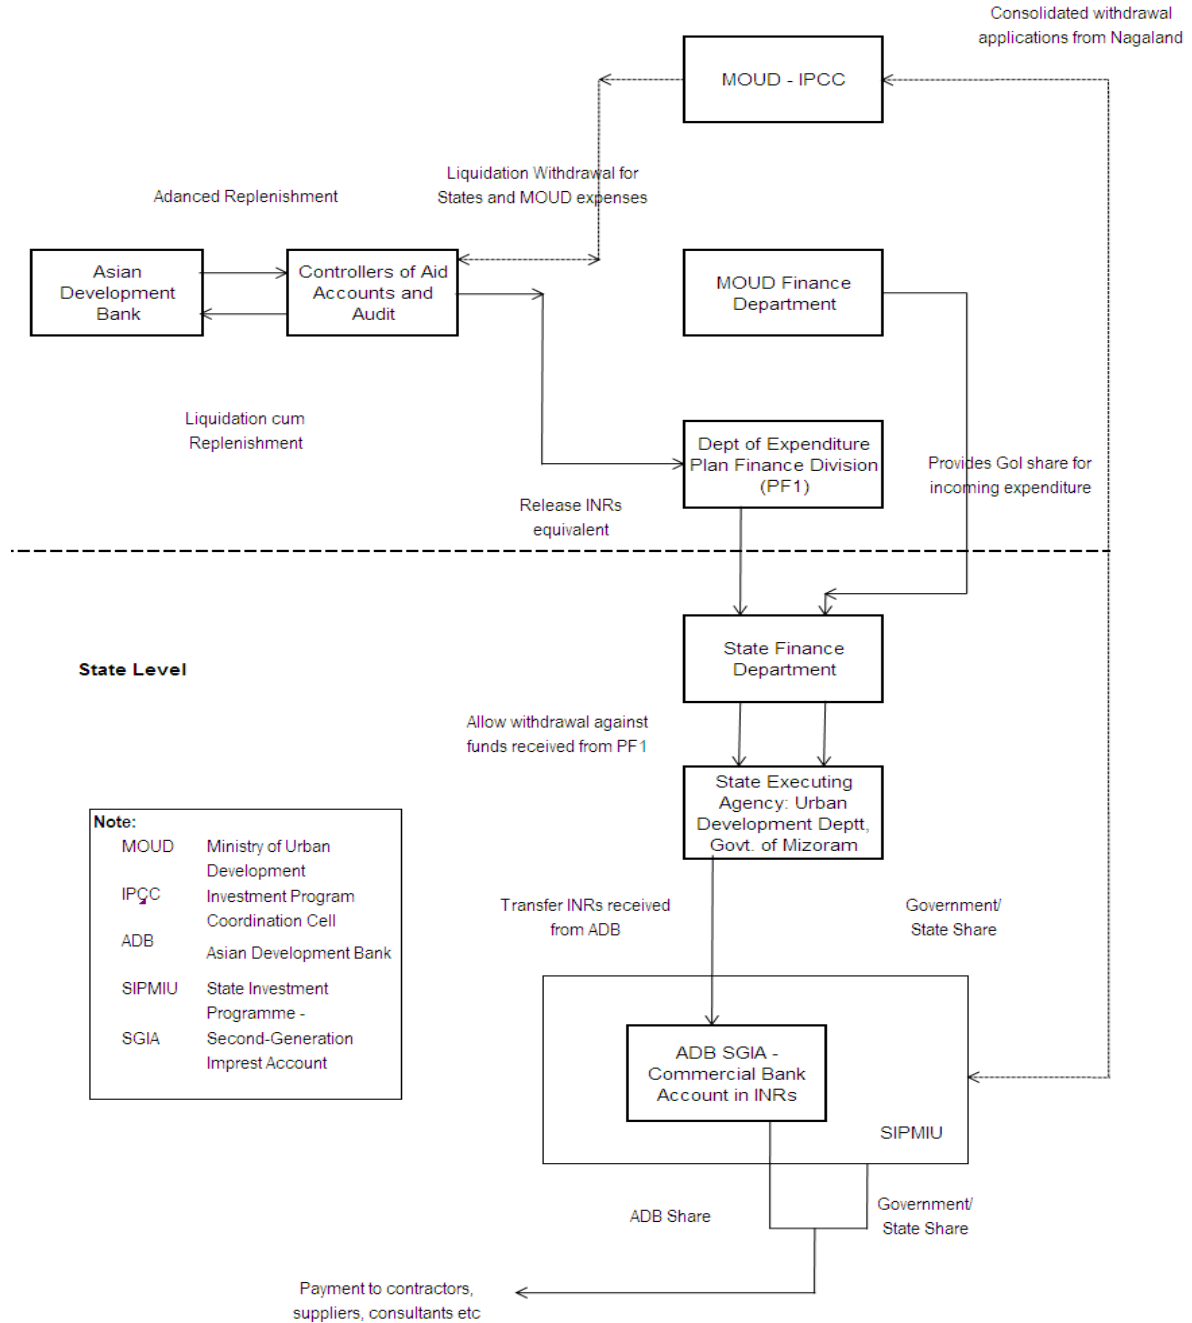 Consolidated withdrawal
applications from Nagaland
MOUD - IPCC
Liquidation Withdrawal for
States and MOUD expenses
Adanced Replenishment
Asian
Development
Bank
Controllers of Aid
Accounts and
Audit
MOUD Finance
Department
Liquidation cum
Replenishment
Dept of Expenditure
Plan Finance Division
(PF1)
Provides GoI share for
incoming expenditure
Release INRs
equivalent
State Finance
Department
State Level
Allow withdrawal against
funds received from PF1
State Executing
Agency: Urban
Development Deptt,
Govt. of Mizoram
Note:
MOUD Ministry of Urban
Development
IPCC Investment Program
Coordination Cell
ADB Asian Development Bank
SIPMIU State Investment
Programme -
SGIA Second-Generation
Imprest Account
Transfer INRs received
from ADB
Government/
State Share
ADB SGIA -
Commercial Bank
Account in INRs
SIPMIU
ADB Share
Government/
State Share
Payment to contractors,
suppliers, consultants etc